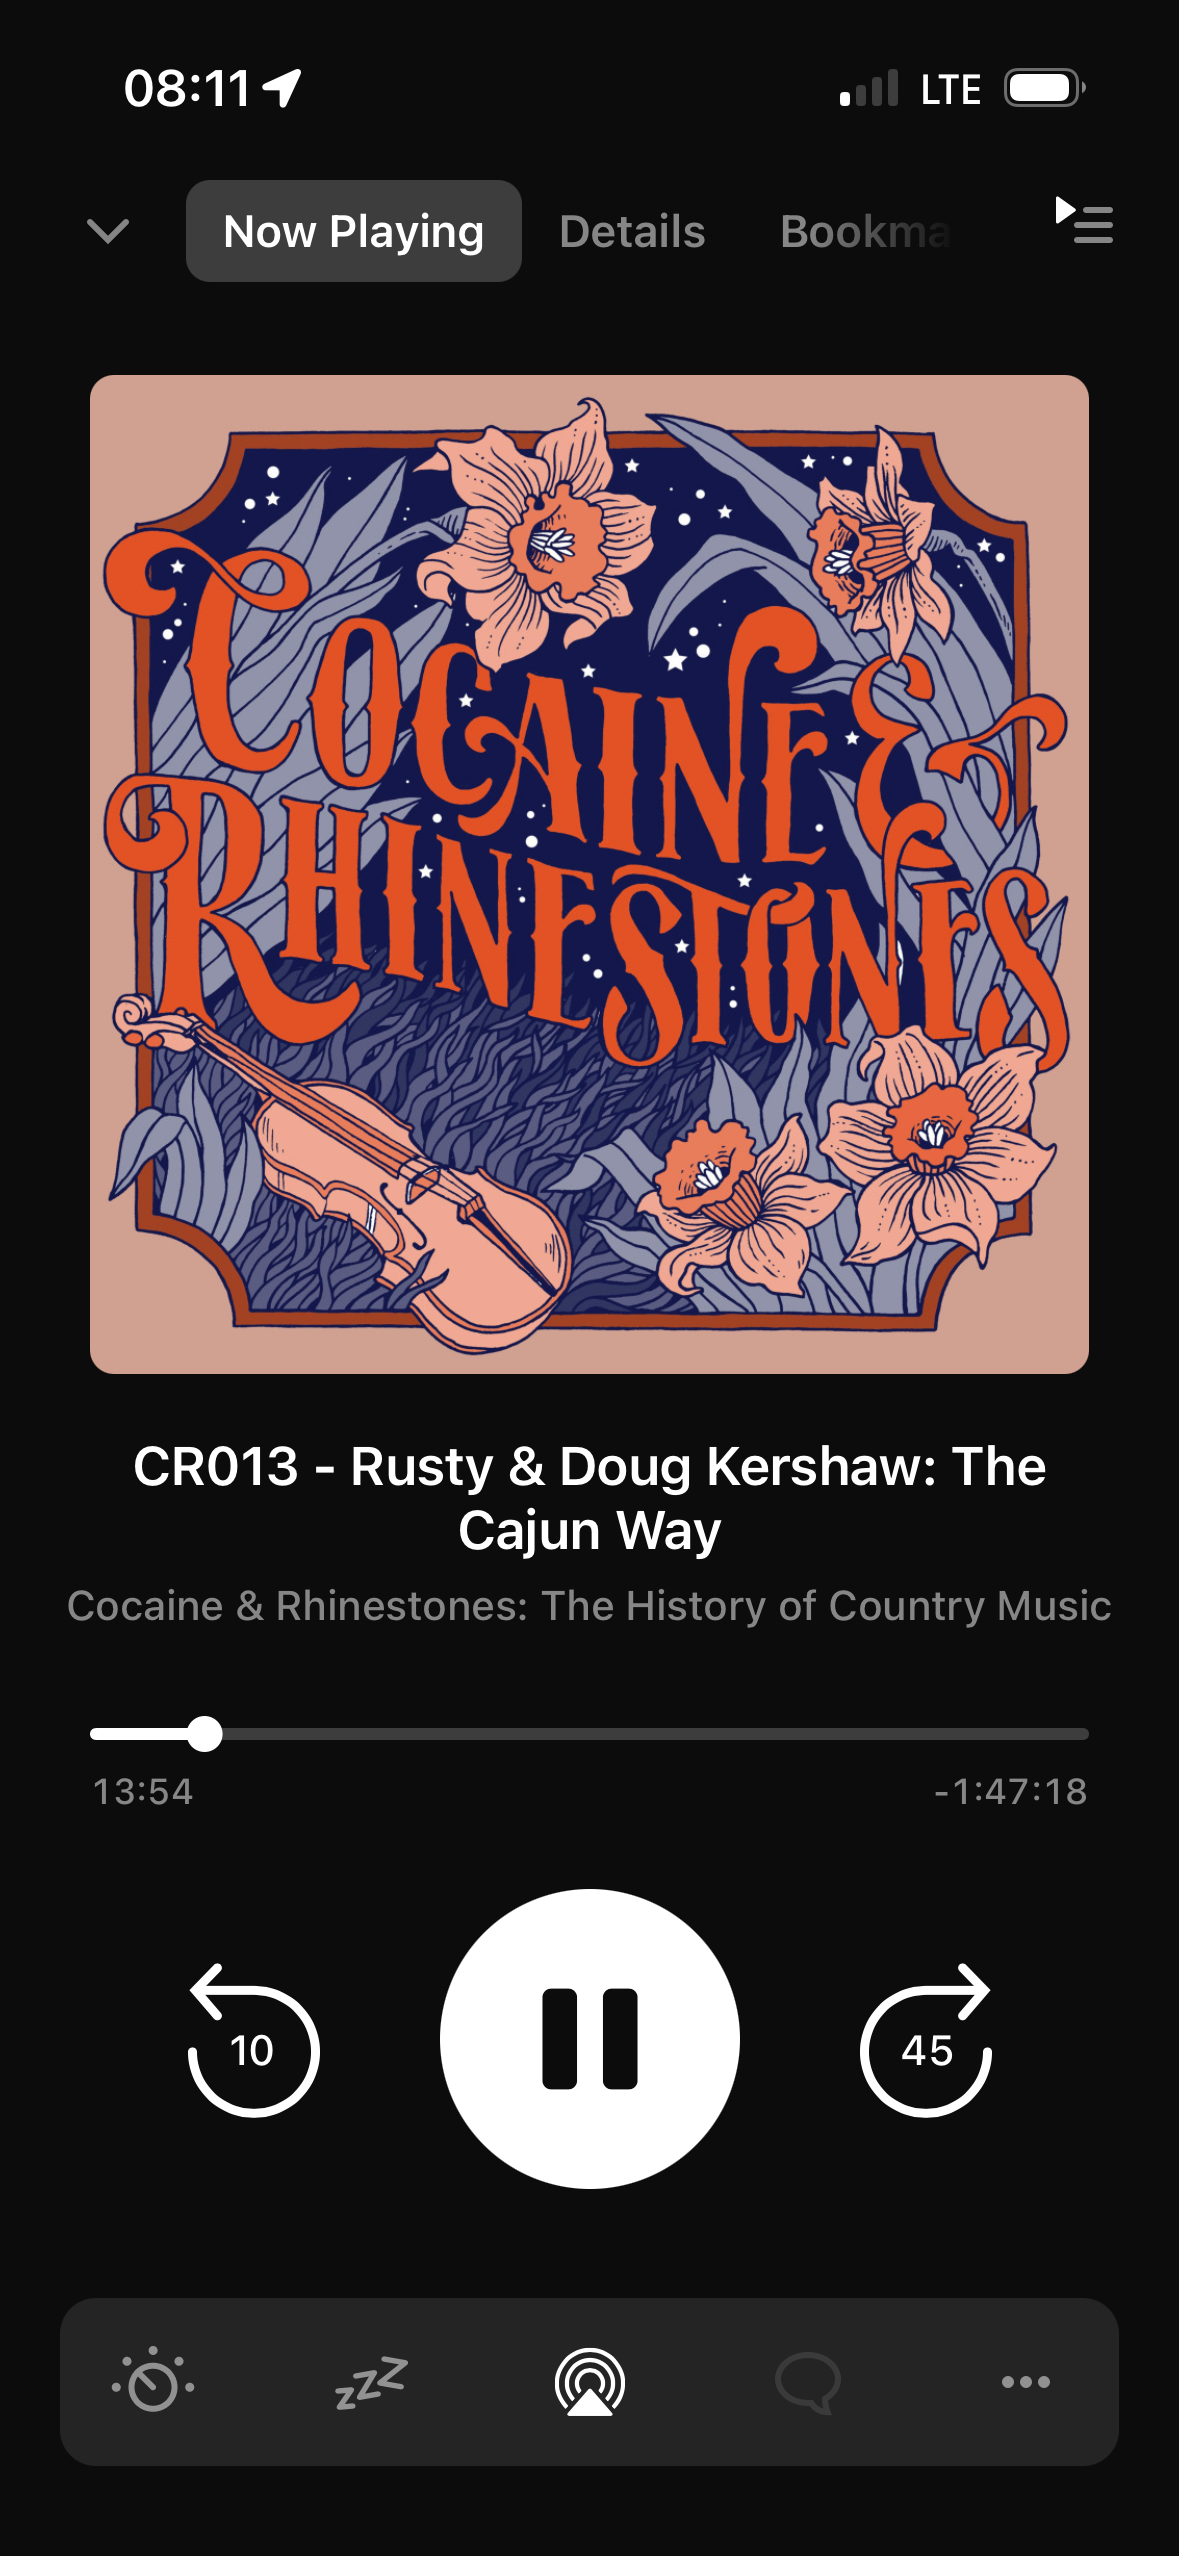 08:11
LTE
Now Playing Details Bookma
COCAINE &
RHINESTONES
CR013 - Rusty & Doug Kershaw: The
Cajun Way
Cocaine & Rhinestones: The History of Country Music
13:54 -1:47:18
10 45
zzz